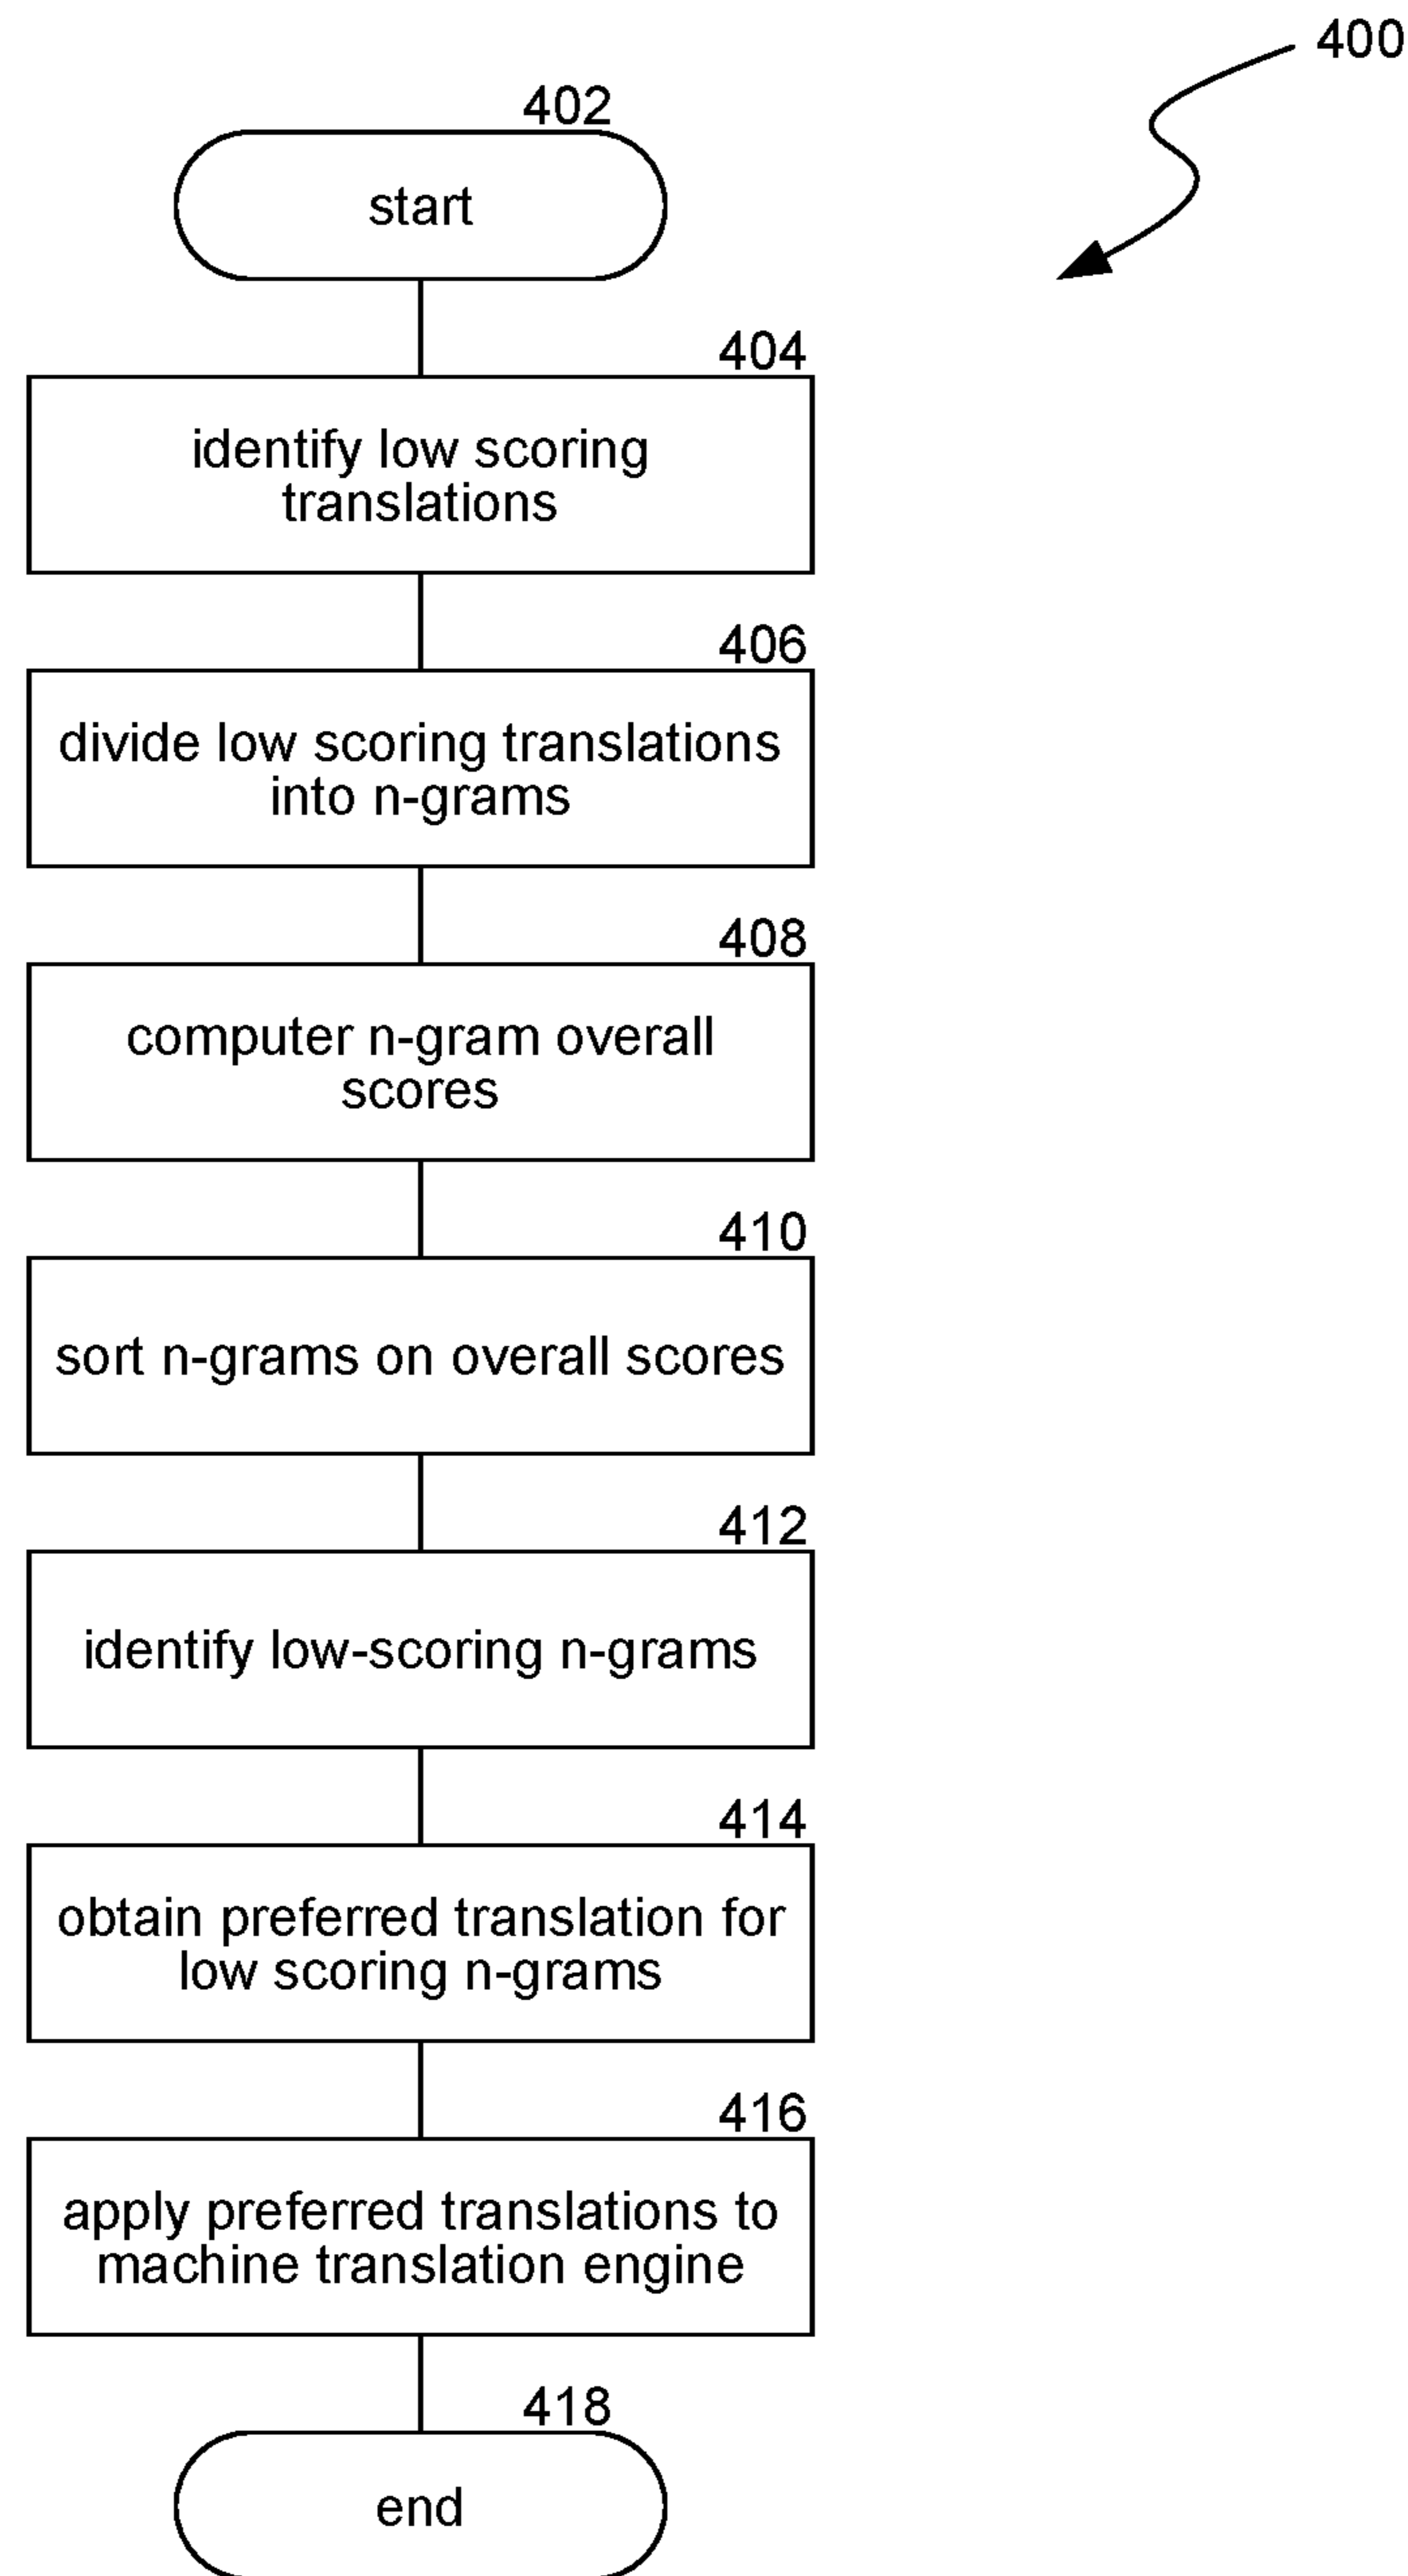 400
402
start
404
identify low scoring
translations
406
divide low scoring translations
into n-grams
408
computer n-gram overall
scores
410
sort n-grams on overall scores
412
identify low-scoring n-grams
414
obtain preferred translation for
low scoring n-grams
416
apply preferred translations to
machine translation engine
418
end